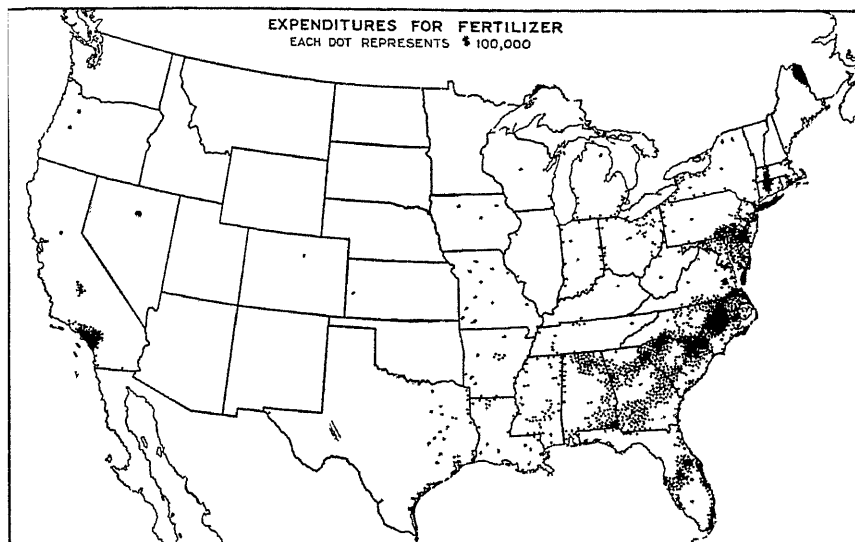 EXPENDITURES FOR FERTILIZER
EACH DOT REPRESENTS $ 100,000